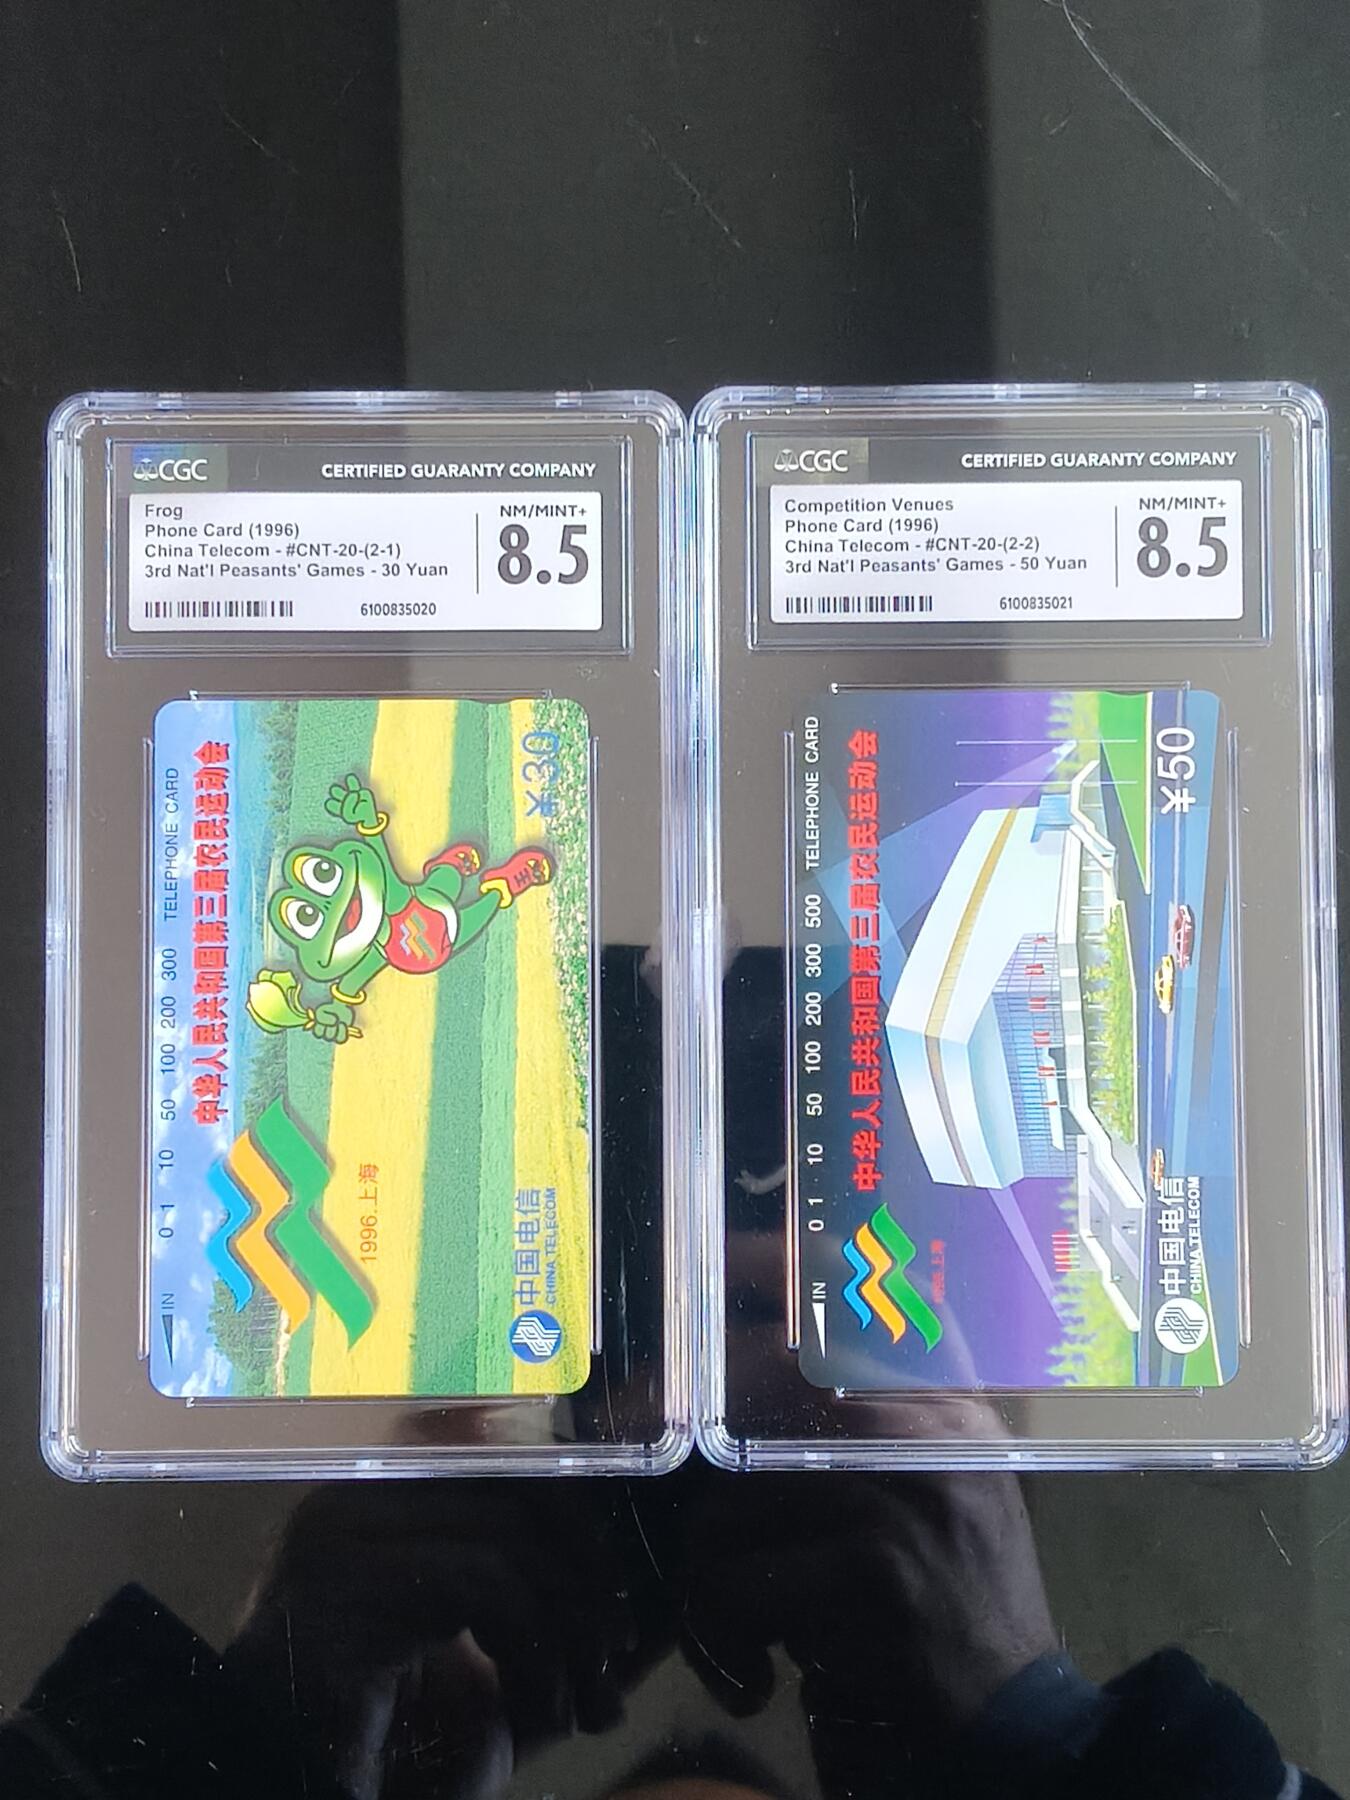 CGC CERTIFIED GUARANTY COMPANY
Frog
Phone Card (1996)
China Telecom - #CNT-20-(2-1)
3rd Nat'l Peasants' Games - 30 Yuan
NM/MINT+
8.5
6100835020
IN 0 1 10 50 100 200 300 TELEPHONE CARD
中华人民共和国第三届农民运动会
1996.上海
¥30
中国电信
CHINA TELECOM
CGC CERTIFIED GUARANTY COMPANY
Competition Venues
Phone Card (1996)
China Telecom - #CNT-20-(2-2)
3rd Nat'l Peasants' Games - 50 Yuan
NM/MINT+
8.5
6100835021
IN 0 1 10 50 100 200 300 500 TELEPHONE CARD
中华人民共和国第三届农民运动会
1996.上海
¥50
中国电信
CHINA TELECOM